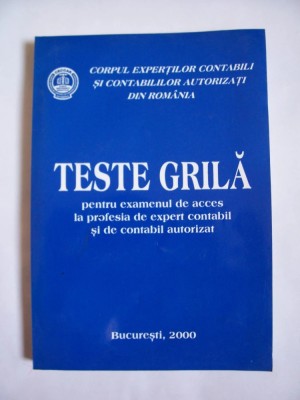 CORPUL EXPERȚILOR CONTABILI
ȘI CONTABILILOR AUTORIZAȚI
DIN ROMÂNIA
TESTE GRILĂ
pentru examenul de acces
la profesia de expert contabil
și de contabil autorizat
București, 2000